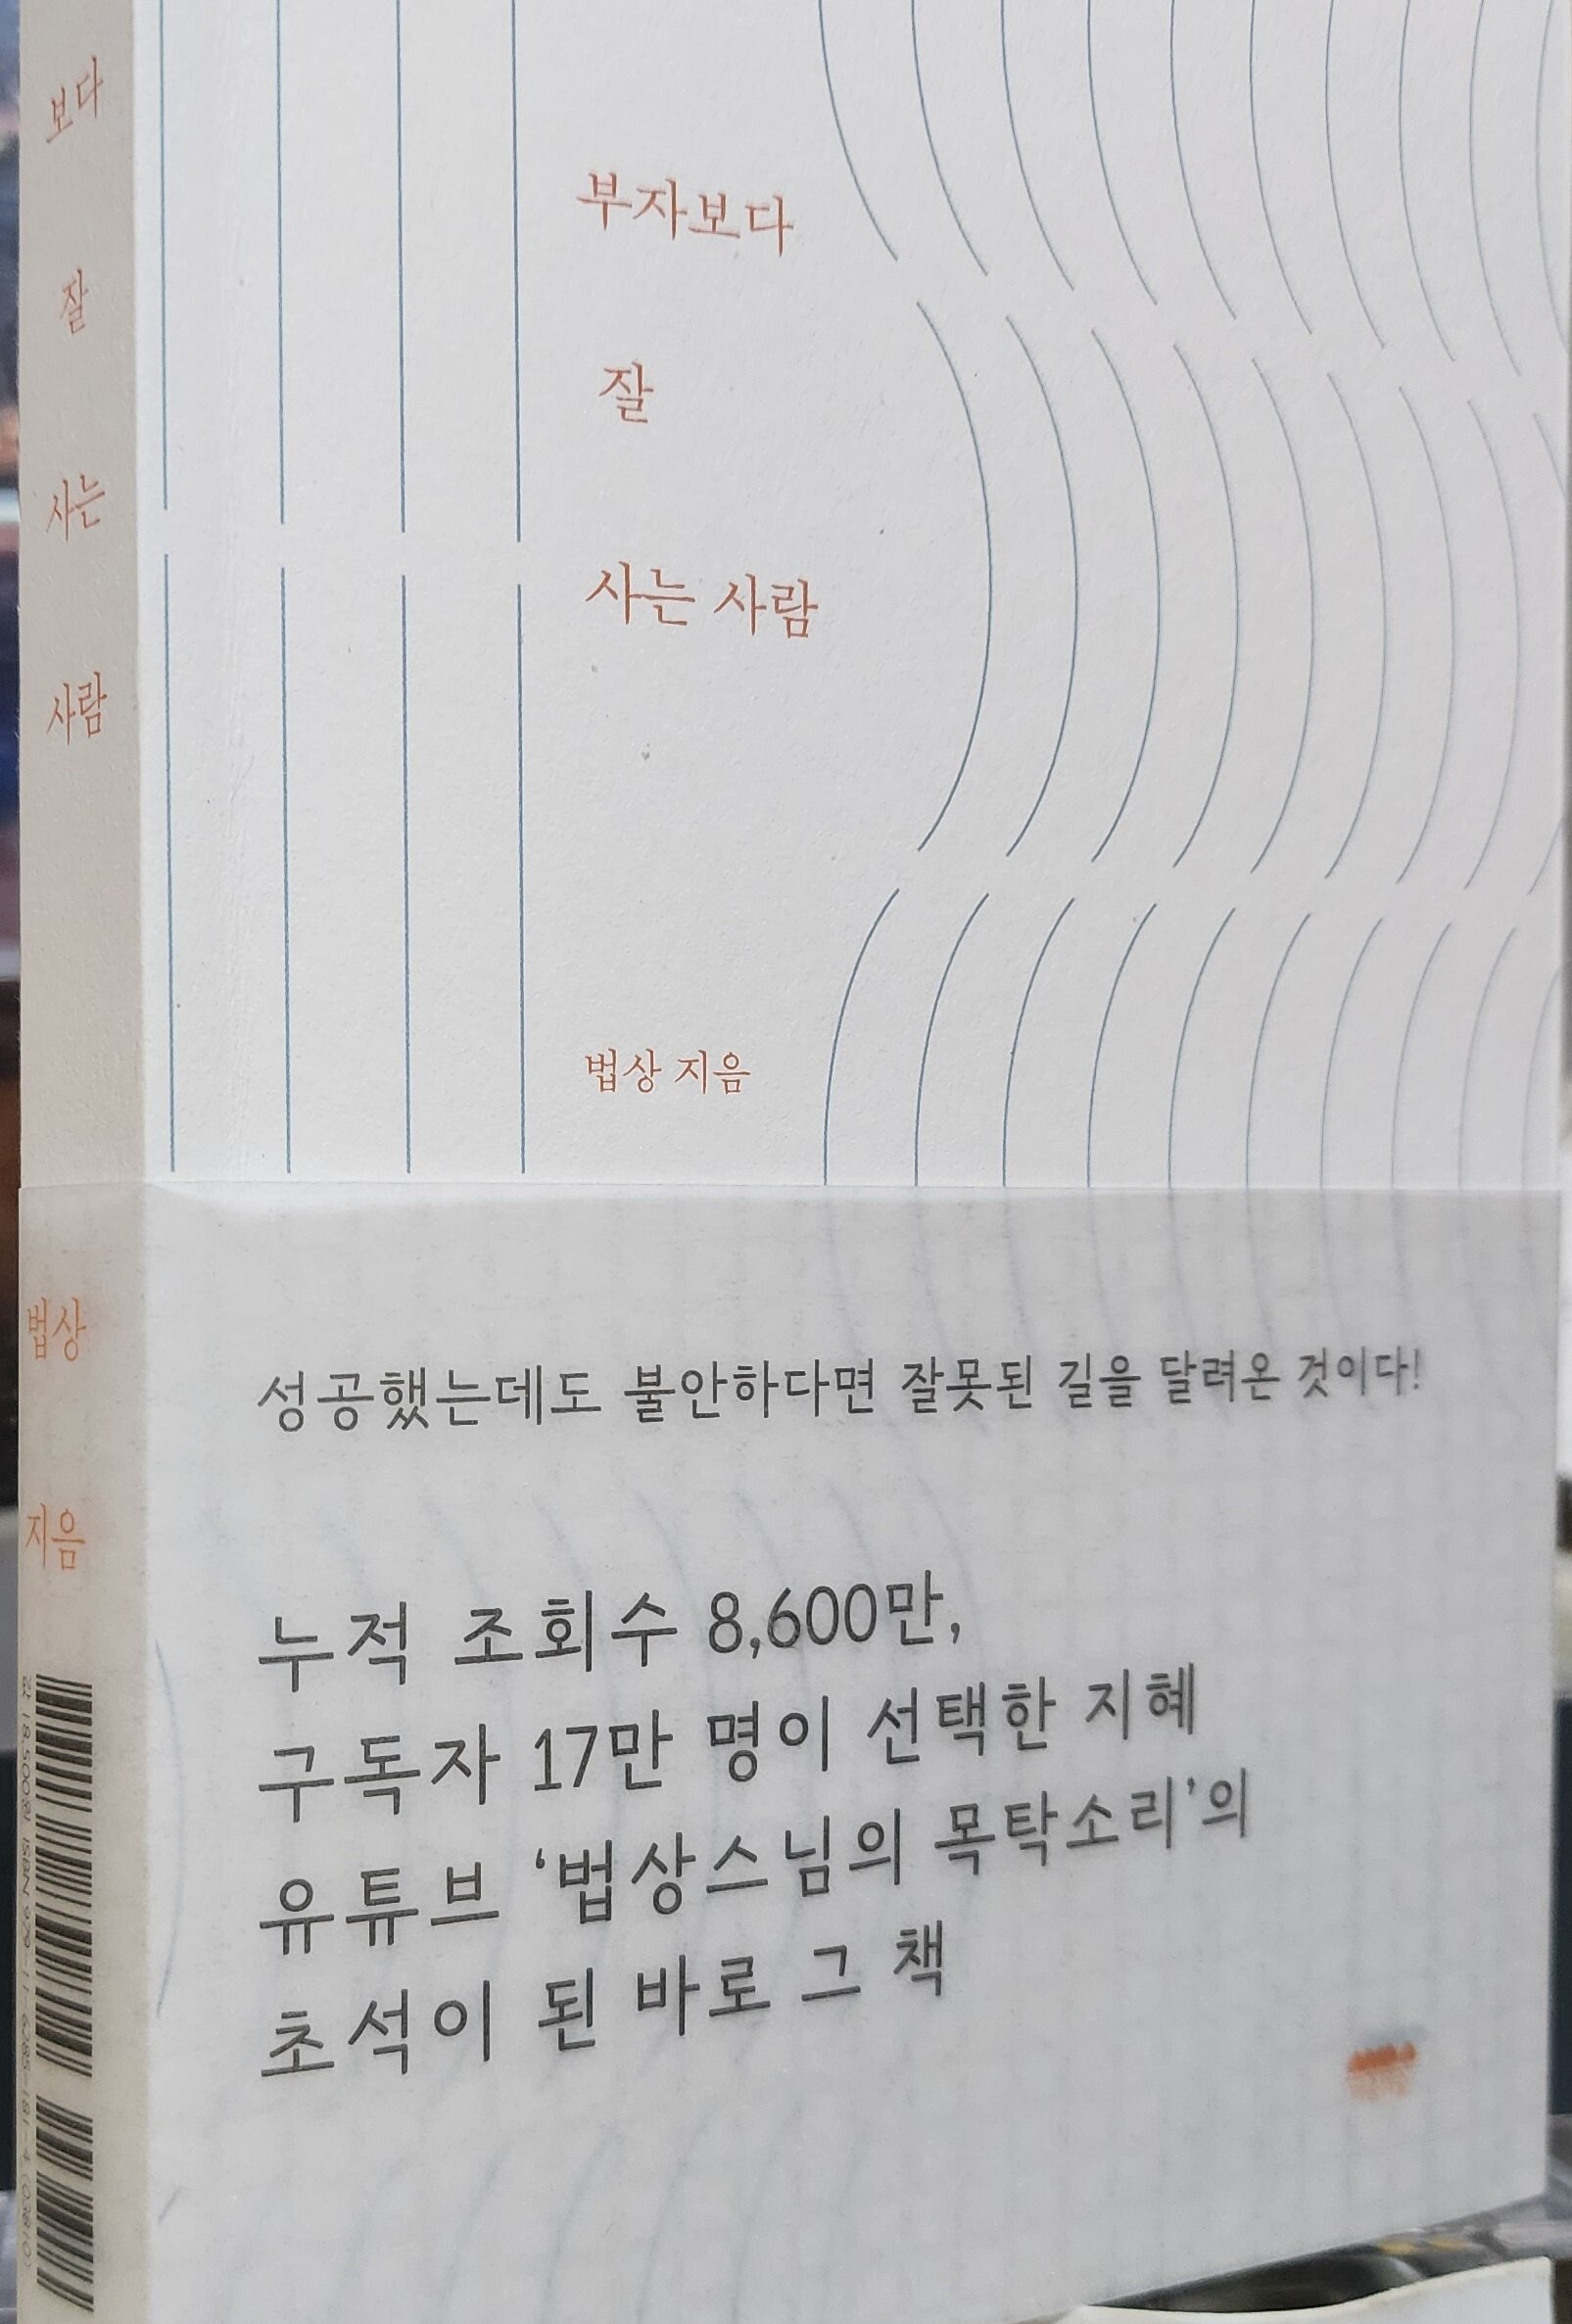 보다
잘
사는
사람
법상
지음
부자보다
잘
사는 사람
법상 지음
성공했는데도 불안하다면 잘못된 길을 달려온 것이다!
누적 조회수 8,600만,
구독자 17만 명이 선택한 지혜
유튜브 ‘법상스님의 목탁소리’의
초석이 된 바로 그 책